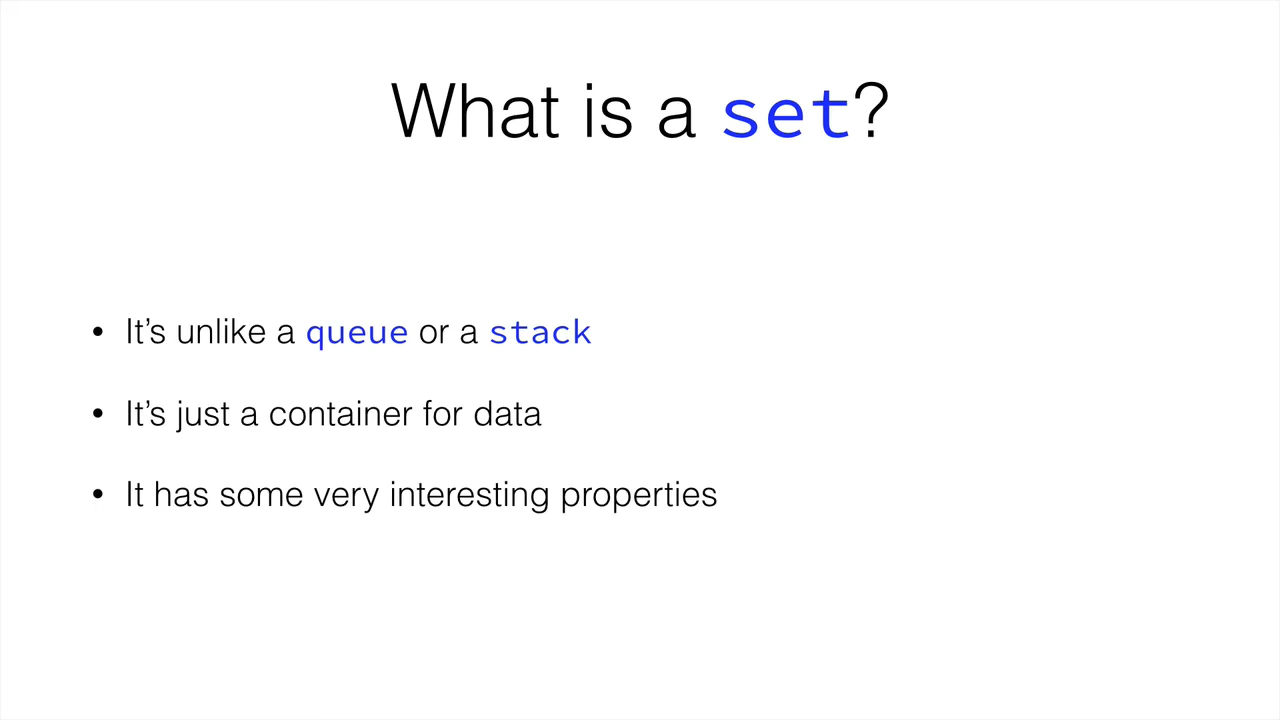 What is a set?
• It’s unlike a queue or a stack
• It’s just a container for data
• It has some very interesting properties